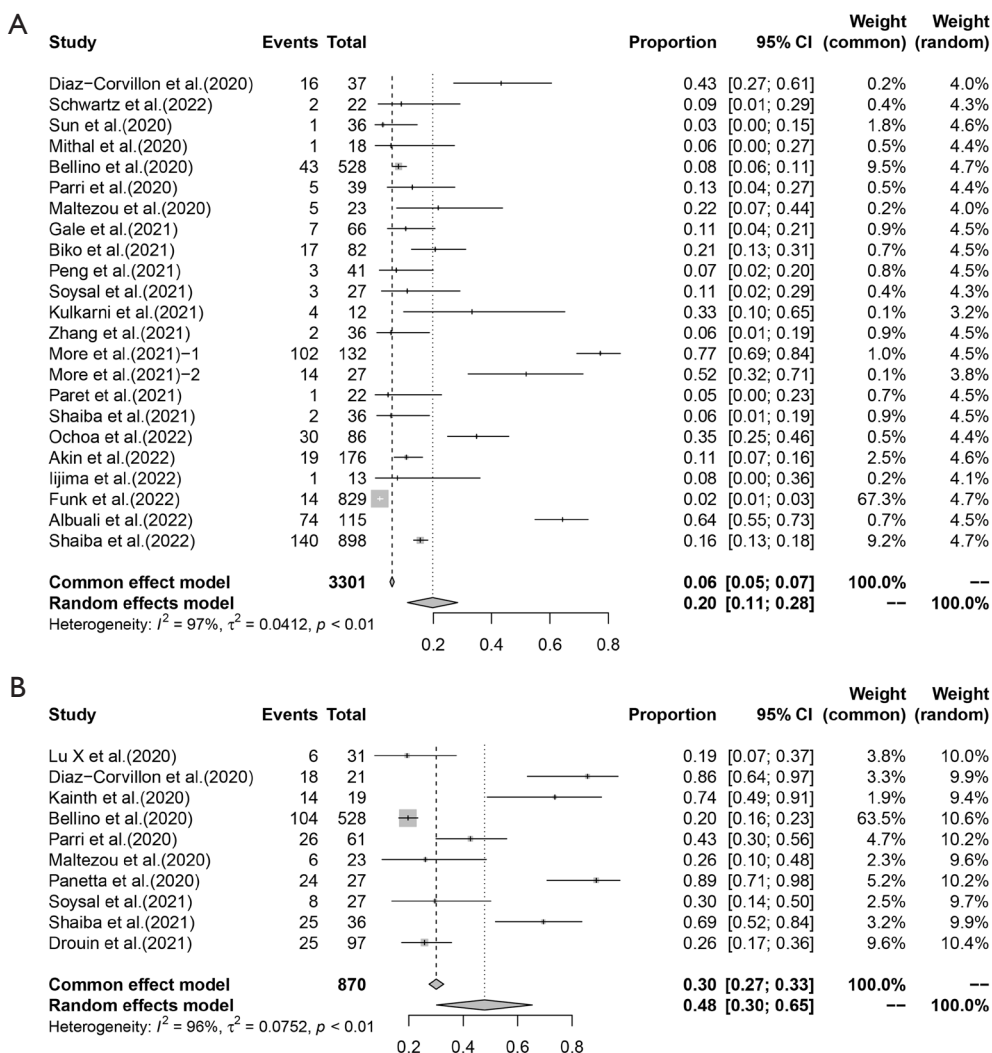 A
Weight Weight
Study Events Total Proportion 95% CI (common) (random)
Diaz−Corvillon et al.(2020) 16 37 0.43 [0.27; 0.61] 0.2% 4.0%
Schwartz et al.(2022) 2 22 0.09 [0.01; 0.29] 0.4% 4.3%
Sun et al.(2020) 1 36 0.03 [0.00; 0.15] 1.8% 4.6%
Mithal et al.(2020) 1 18 0.06 [0.00; 0.27] 0.5% 4.4%
Bellino et al.(2020) 43 528 0.08 [0.06; 0.11] 9.5% 4.7%
Parri et al.(2020) 5 39 0.13 [0.04; 0.27] 0.5% 4.4%
Maltezou et al.(2020) 5 23 0.22 [0.07; 0.44] 0.2% 4.0%
Gale et al.(2021) 7 66 0.11 [0.04; 0.21] 0.9% 4.5%
Biko et al.(2021) 17 82 0.21 [0.13; 0.31] 0.7% 4.5%
Peng et al.(2021) 3 41 0.07 [0.02; 0.20] 0.8% 4.5%
Soysal et al.(2021) 3 27 0.11 [0.02; 0.29] 0.4% 4.3%
Kulkarni et al.(2021) 4 12 0.33 [0.10; 0.65] 0.1% 3.2%
Zhang et al.(2021) 2 36 0.06 [0.01; 0.19] 0.9% 4.5%
More et al.(2021)−1 102 132 0.77 [0.69; 0.84] 1.0% 4.5%
More et al.(2021)−2 14 27 0.52 [0.32; 0.71] 0.1% 3.8%
Paret et al.(2021) 1 22 0.05 [0.00; 0.23] 0.7% 4.5%
Shaiba et al.(2021) 2 36 0.06 [0.01; 0.19] 0.9% 4.5%
Ochoa et al.(2022) 30 86 0.35 [0.25; 0.46] 0.5% 4.4%
Akin et al.(2022) 19 176 0.11 [0.07; 0.16] 2.5% 4.6%
Iijima et al.(2022) 1 13 0.08 [0.00; 0.36] 0.2% 4.1%
Funk et al.(2022) 14 829 0.02 [0.01; 0.03] 67.3% 4.7%
Albuali et al.(2022) 74 115 0.64 [0.55; 0.73] 0.7% 4.5%
Shaiba et al.(2022) 140 898 0.16 [0.13; 0.18] 9.2% 4.7%
Common effect model 3301 0.06 [0.05; 0.07] 100.0% −−
Random effects model 0.20 [0.11; 0.28] −− 100.0%
Heterogeneity: I² = 97%, τ² = 0.0412, p < 0.01
0.2 0.4 0.6 0.8
B
Weight Weight
Study Events Total Proportion 95% CI (common) (random)
Lu X et al.(2020) 6 31 0.19 [0.07; 0.37] 3.8% 10.0%
Diaz−Corvillon et al.(2020) 18 21 0.86 [0.64; 0.97] 3.3% 9.9%
Kainth et al.(2020) 14 19 0.74 [0.49; 0.91] 1.9% 9.4%
Bellino et al.(2020) 104 528 0.20 [0.16; 0.23] 63.5% 10.6%
Parri et al.(2020) 26 61 0.43 [0.30; 0.56] 4.7% 10.2%
Maltezou et al.(2020) 6 23 0.26 [0.10; 0.48] 2.3% 9.6%
Panetta et al.(2020) 24 27 0.89 [0.71; 0.98] 5.2% 10.2%
Soysal et al.(2021) 8 27 0.30 [0.14; 0.50] 2.5% 9.7%
Shaiba et al.(2021) 25 36 0.69 [0.52; 0.84] 3.2% 9.9%
Drouin et al.(2021) 25 97 0.26 [0.17; 0.36] 9.6% 10.4%
Common effect model 870 0.30 [0.27; 0.33] 100.0% −−
Random effects model 0.48 [0.30; 0.65] −− 100.0%
Heterogeneity: I² = 96%, τ² = 0.0752, p < 0.01
0.2 0.4 0.6 0.8